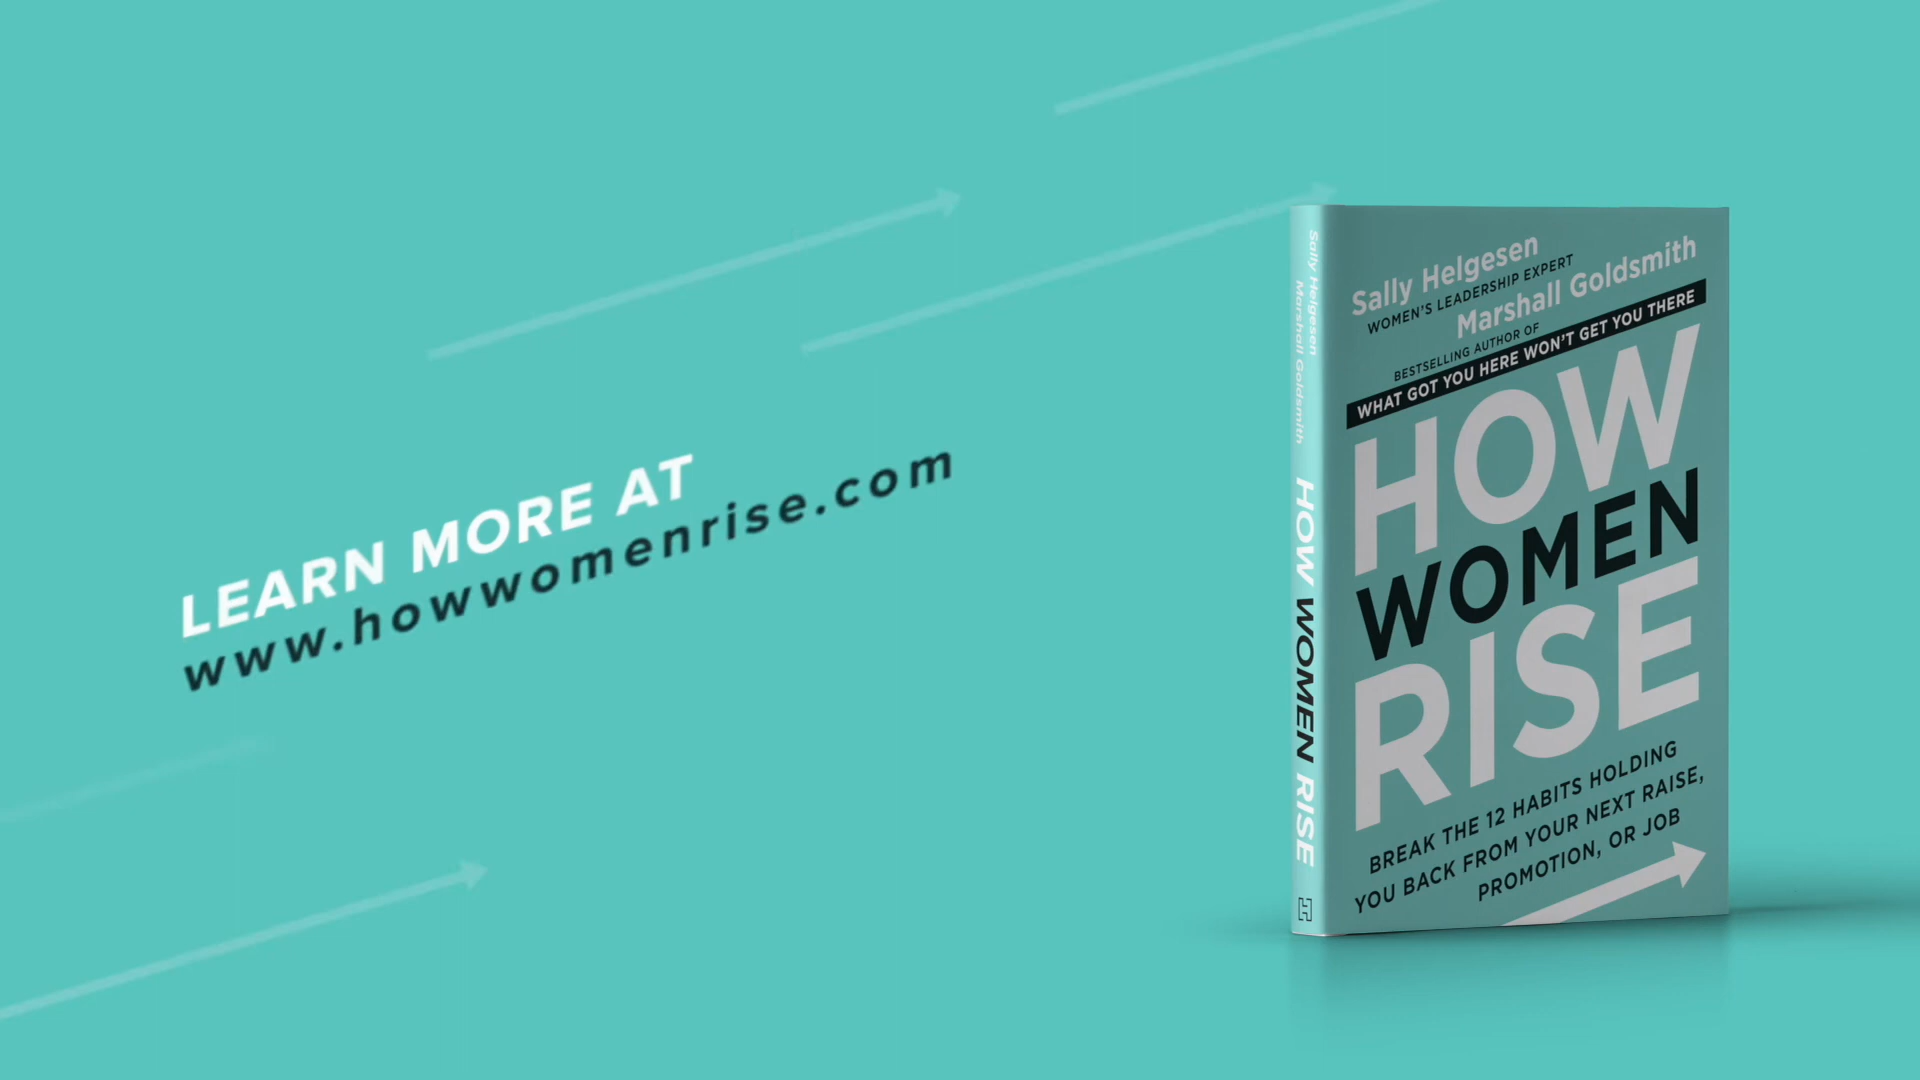 LEARN MORE AT
www.howwomenrise.com
Sally Helgesen
Marshall Goldsmith
HOW WOMEN RISE
H
Sally Helgesen
WOMEN'S LEADERSHIP EXPERT
Marshall Goldsmith
BESTSELLING AUTHOR OF
WHAT GOT YOU HERE WON'T GET YOU THERE
HOW
WOMEN
RISE
BREAK THE 12 HABITS HOLDING
YOU BACK FROM YOUR NEXT RAISE,
PROMOTION, OR JOB